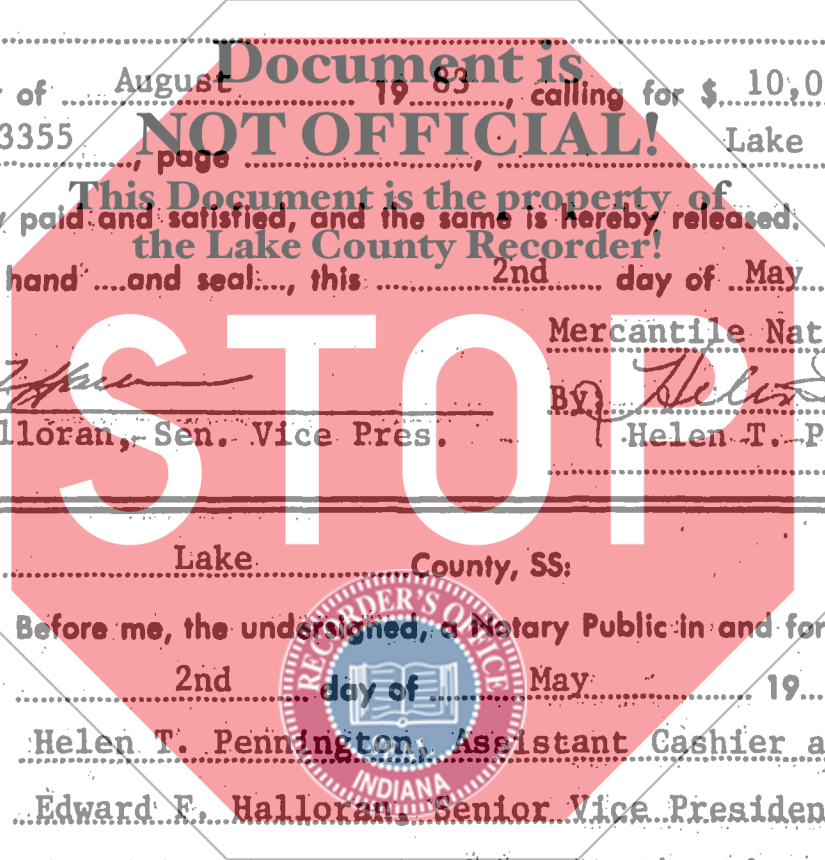 Document is
of August 19 83, calling for $ 10,0
NOT OFFICIAL!
3355, page , Lake
This Document is the property of
paid and satisfied, and the same is hereby released.
the Lake County Recorder!
hand and seal, this 2nd day of May
STOP
Mercantile Nat
By
lloran, Sen. Vice Pres. Helen T. P
Lake County, SS:
RECORDER'S OFFICE
Before me, the undersigned, a Notary Public in and for
2nd day of May 19
SEAL
Helen T. Pennington, Assistant Cashier a
INDIANA
Edward F. Halloran, Senior Vice Presiden